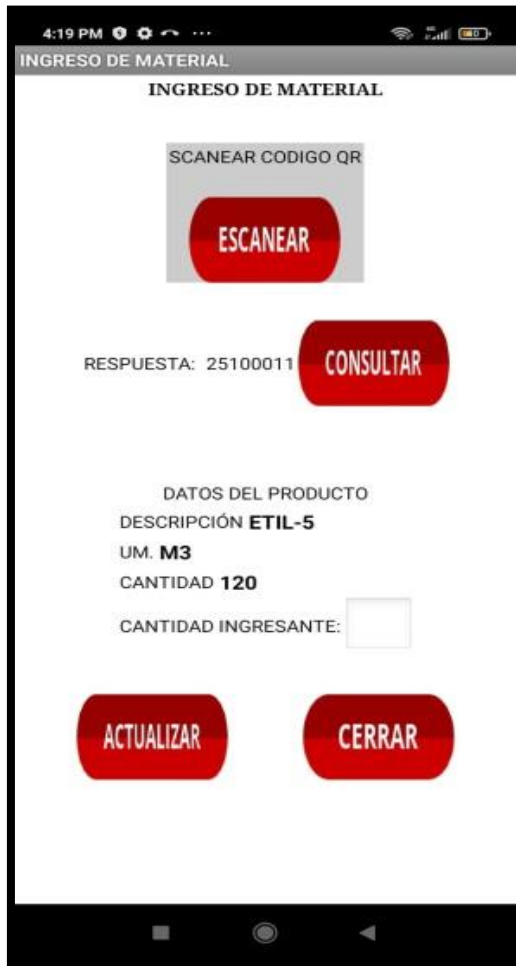 4:19 PM
INGRESO DE MATERIAL
INGRESO DE MATERIAL
SCANEAR CODIGO QR
ESCANEAR
RESPUESTA: 25100011 CONSULTAR
DATOS DEL PRODUCTO
DESCRIPCIÓN ETIL-5
UM. M3
CANTIDAD 120
CANTIDAD INGRESANTE:
ACTUALIZAR CERRAR